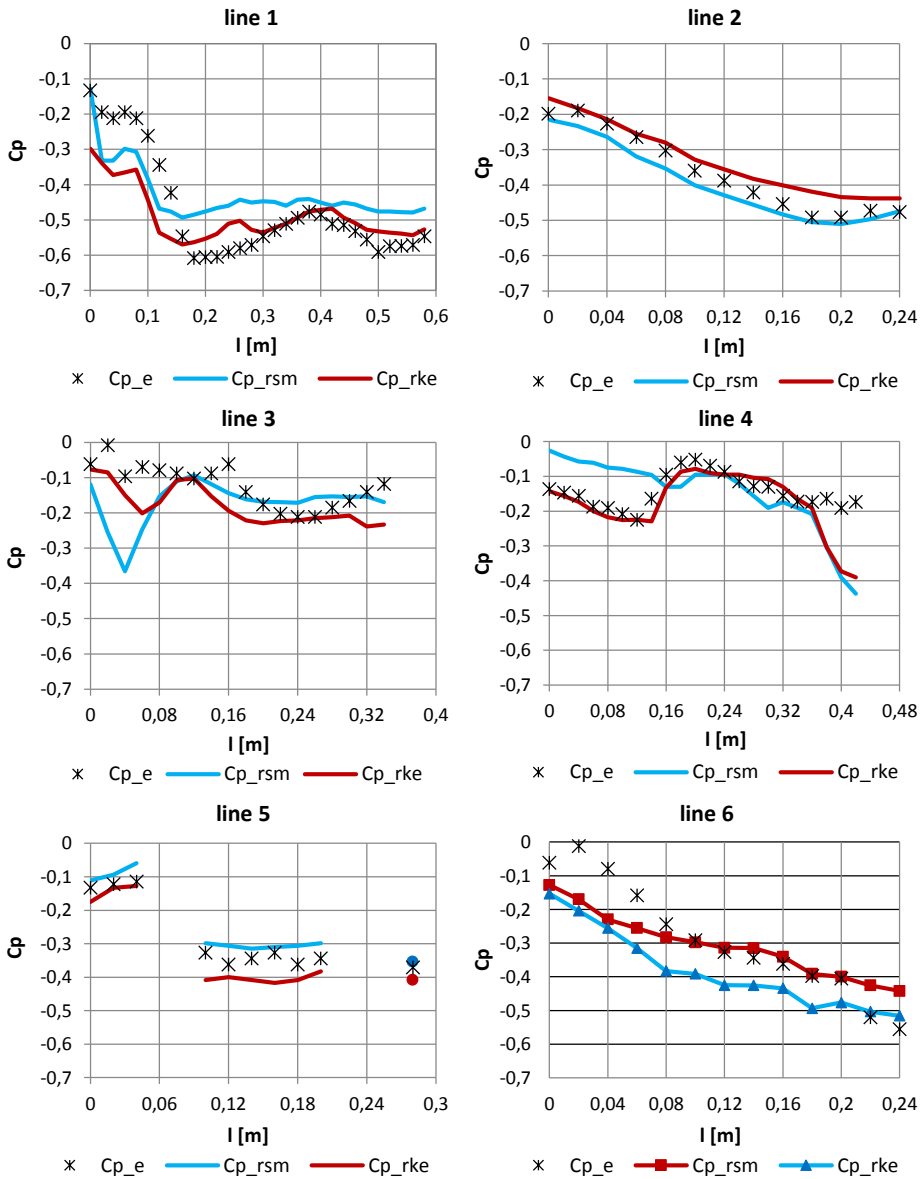 line 1
0
-0,1
-0,2
-0,3
-0,4
-0,5
-0,6
-0,7
Cp
0 0,1 0,2 0,3 0,4 0,5 0,6
l [m]
Cp_e Cp_rsm Cp_rke
line 2
0
-0,1
-0,2
-0,3
-0,4
-0,5
-0,6
-0,7
Cp
0 0,04 0,08 0,12 0,16 0,2 0,24
l [m]
Cp_e Cp_rsm Cp_rke
line 3
0
-0,1
-0,2
-0,3
-0,4
-0,5
-0,6
-0,7
Cp
0 0,08 0,16 0,24 0,32 0,4
l [m]
Cp_e Cp_rsm Cp_rke
line 4
0
-0,1
-0,2
-0,3
-0,4
-0,5
-0,6
-0,7
Cp
0 0,08 0,16 0,24 0,32 0,4 0,48
l [m]
Cp_e Cp_rsm Cp_rke
line 5
0
-0,1
-0,2
-0,3
-0,4
-0,5
-0,6
-0,7
Cp
0 0,06 0,12 0,18 0,24 0,3
l [m]
Cp_e Cp_rsm Cp_rke
line 6
0
-0,1
-0,2
-0,3
-0,4
-0,5
-0,6
-0,7
Cp
0 0,04 0,08 0,12 0,16 0,2 0,24
l [m]
Cp_e Cp_rsm Cp_rke